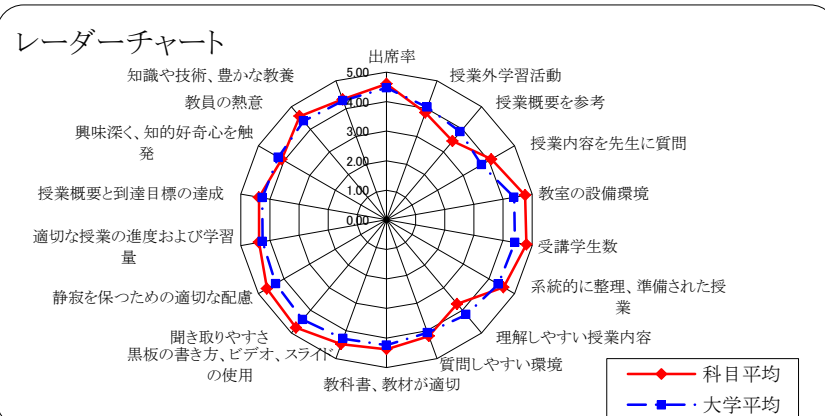 レーダーチャート
出席率
授業外学習活動
授業概要を参考
授業内容を先生に質問
教室の設備環境
受講学生数
系統的に整理、準備された授
業
理解しやすい授業内容
質問しやすい環境
教科書、教材が適切
黒板の書き方、ビデオ、スライド
の使用
聞き取りやすさ
静寂を保つための適切な配慮
適切な授業の進度および学習
量
授業概要と到達目標の達成
興味深く、知的好奇心を触
発
教員の熱意
知識や技術、豊かな教養
5.00
4.00
3.00
2.00
1.00
0.00
科目平均
大学平均